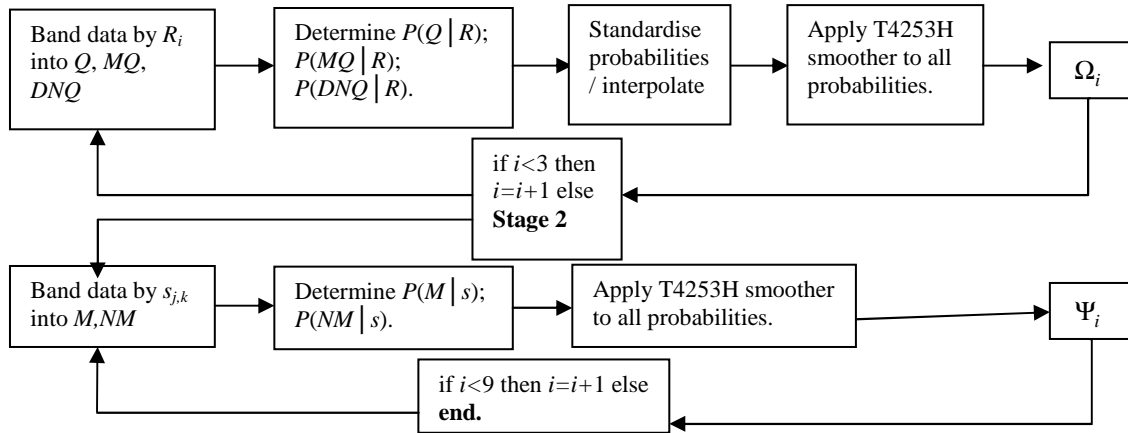 Band data by R_i
into Q, MQ,
DNQ
Determine P(Q│R);
P(MQ│R);
P(DNQ│R).
Standardise
probabilities
/ interpolate
Apply T4253H
smoother to all
probabilities.
Ω_i
if i<3 then
i=i+1 else
Stage 2
Band data by s_{j,k}
into M,NM
Determine P(M│s);
P(NM│s).
Apply T4253H smoother
to all probabilities.
Ψ_i
if i<9 then i=i+1 else
end.